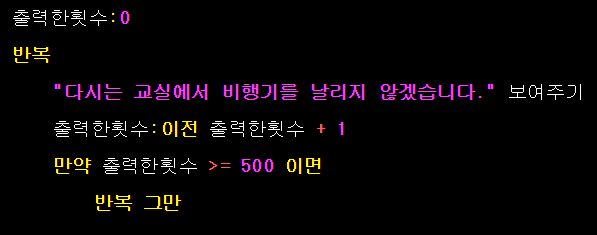 출력한횟수:0
반복
"다시는 교실에서 비행기를 날리지 않겠습니다." 보여주기
출력한횟수:이전 출력한횟수 + 1
만약 출력한횟수 >= 500 이면
반복 그만